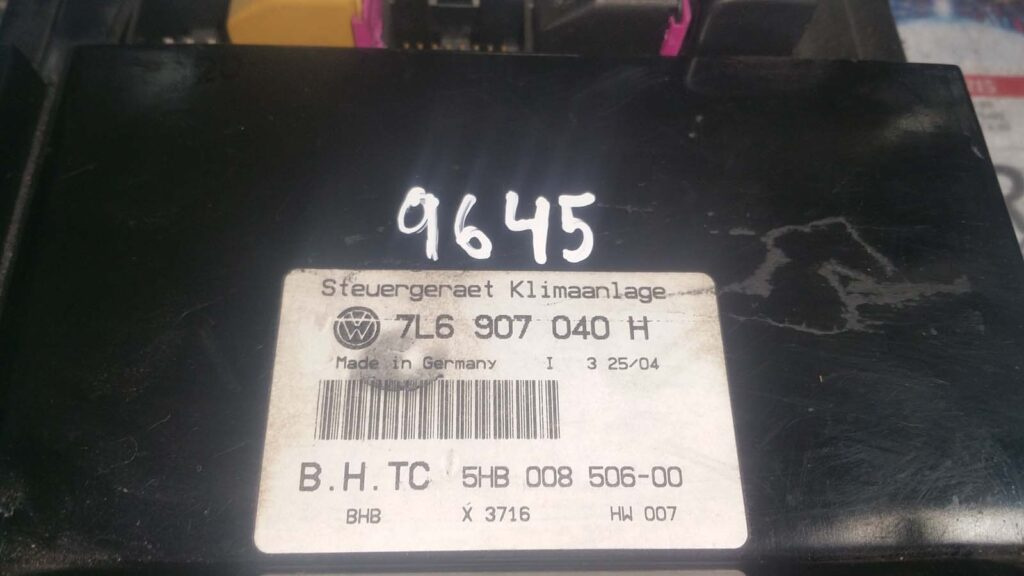 9645
Steuergeraet Klimaanlage
7L6 907 040 H
Made in Germany I 3 25/04
B.H.TC 5HB 008 506-00
BHB X 3716 HW 007